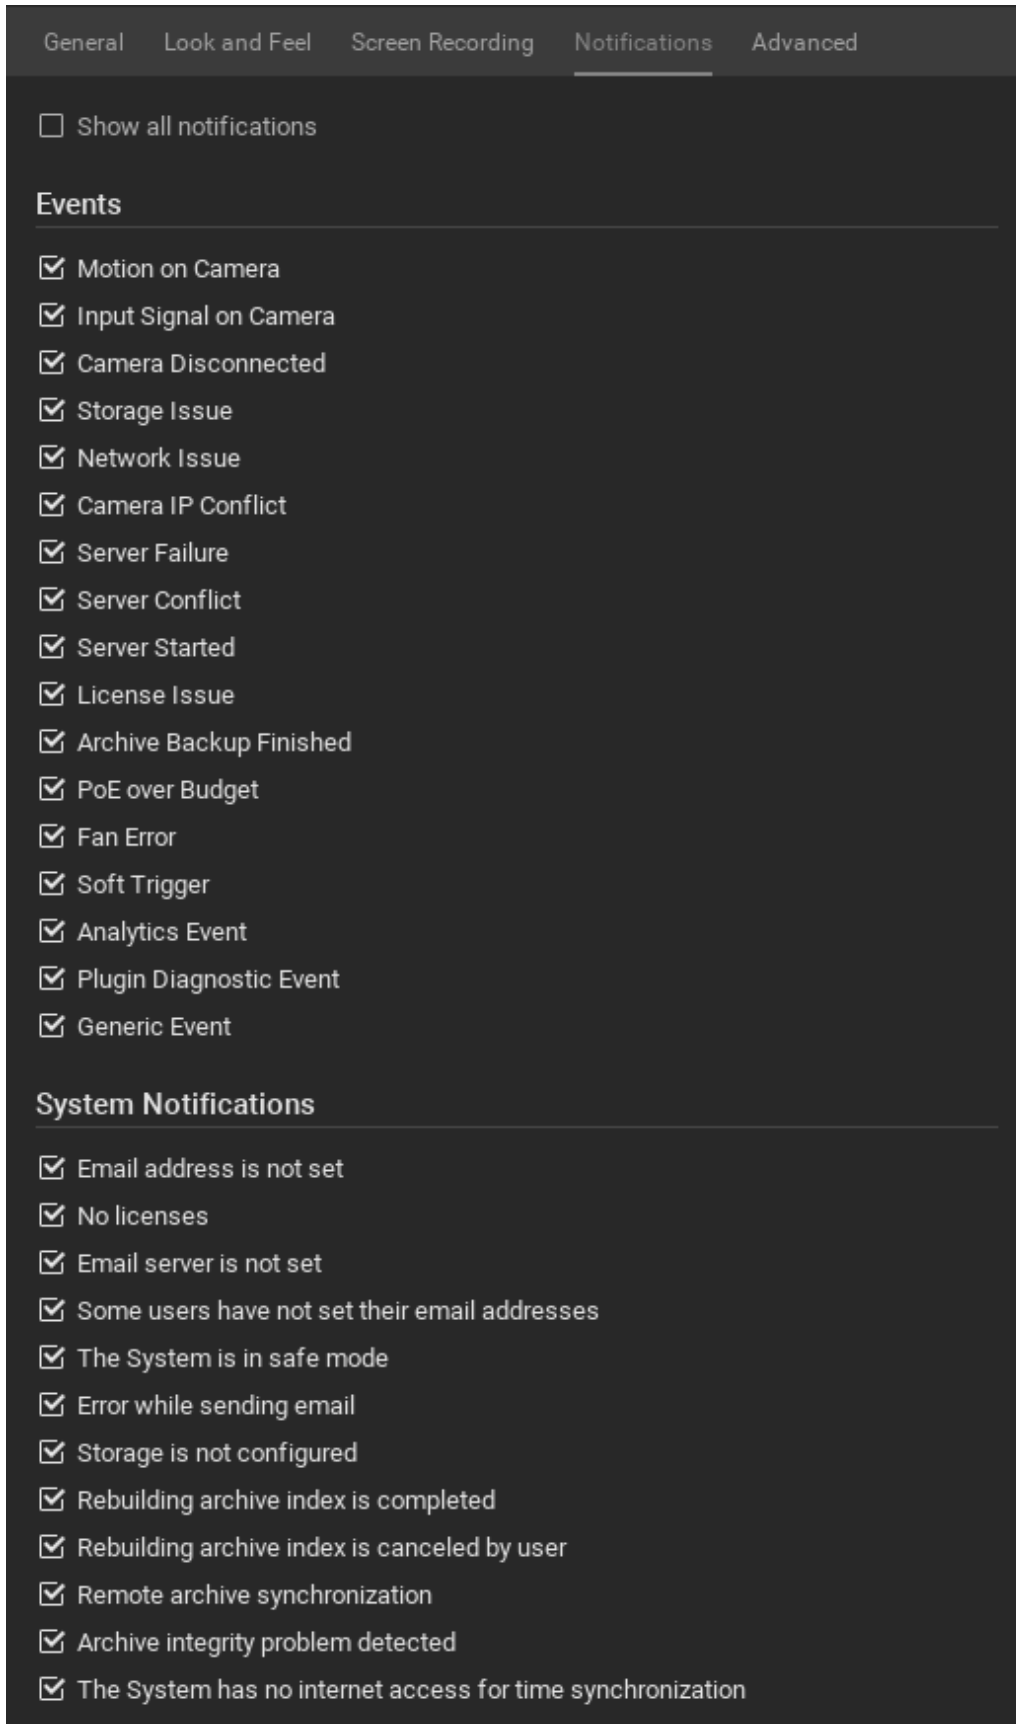 General Look and Feel Screen Recording Notifications Advanced
Show all notifications
Events
Motion on Camera
Input Signal on Camera
Camera Disconnected
Storage Issue
Network Issue
Camera IP Conflict
Server Failure
Server Conflict
Server Started
License Issue
Archive Backup Finished
PoE over Budget
Fan Error
Soft Trigger
Analytics Event
Plugin Diagnostic Event
Generic Event
System Notifications
Email address is not set
No licenses
Email server is not set
Some users have not set their email addresses
The System is in safe mode
Error while sending email
Storage is not configured
Rebuilding archive index is completed
Rebuilding archive index is canceled by user
Remote archive synchronization
Archive integrity problem detected
The System has no internet access for time synchronization